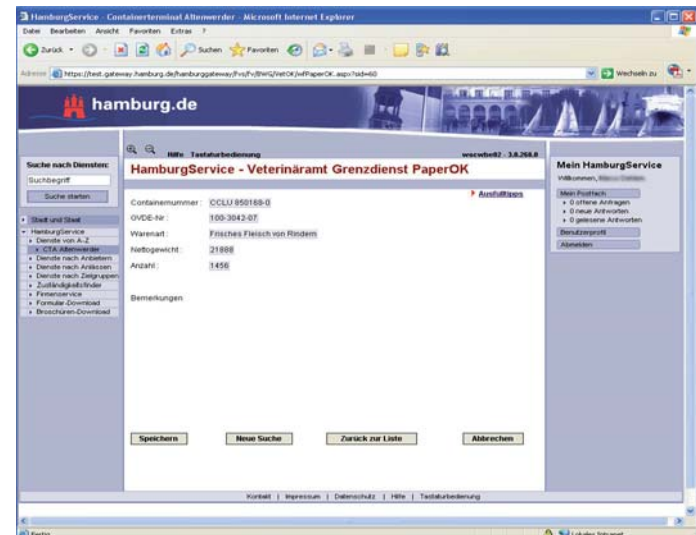 HamburgService - Containerterminal Altenwerder - Microsoft Internet Explorer
Datei Bearbeiten Ansicht Favoriten Extras ?
Zurück Suchen Favoriten
Adresse Wechseln zu
hamburg.de
Hilfe Tastaturbedienung
Suche nach Diensten:
Suchbegriff
Suche starten
Stadt und Staat
HamburgService
Dienste von A-Z
CTA Altenwerder
Dienste nach Anbietern
Dienste nach Anlässen
Dienste nach Zielgruppen
Zuständigkeitsfinder
Firmenservice
Formular-Download
Broschüren-Download
HamburgService - Veterinäramt Grenzdienst PaperOK
Ausfülltipps
Containernummer: CCLU 850168-0
GVDE-Nr: 100-3042-07
Warenart: Frisches Fleisch von Rindern
Nettogewicht: 21888
Anzahl: 1456
Bemerkungen
Speichern Neue Suche Zurück zur Liste Abbrechen
Mein HamburgService
Willkommen,
Mein Postfach
0 offene Anfragen
0 neue Antworten
0 gelesene Antworten
Benutzerprofil
Abmelden
Kontakt | Impressum | Datenschutz | Hilfe | Tastaturbedienung
Fertig Lokales Intranet